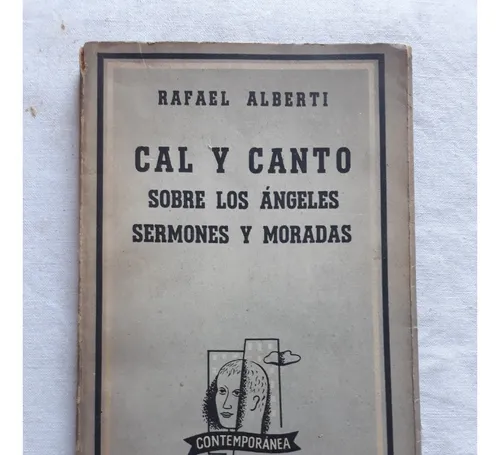 RAFAEL ALBERTI
CAL Y CANTO
SOBRE LOS ÁNGELES
SERMONES Y MORADAS
CONTEMPORÁNEA